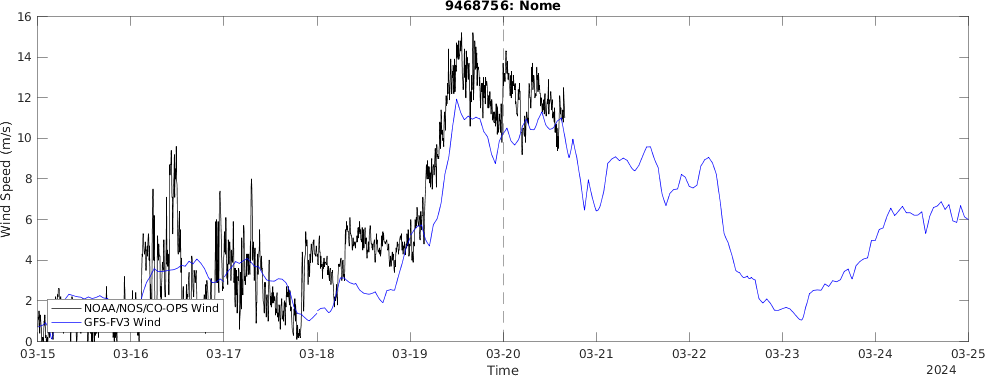 9468756: Nome
Wind Speed (m/s)
16
14
12
10
8
6
4
2
0
NOAA/NOS/CO-OPS Wind
GFS-FV3 Wind
03-15 03-16 03-17 03-18 03-19 03-20 03-21 03-22 03-23 03-24 03-25
Time
2024